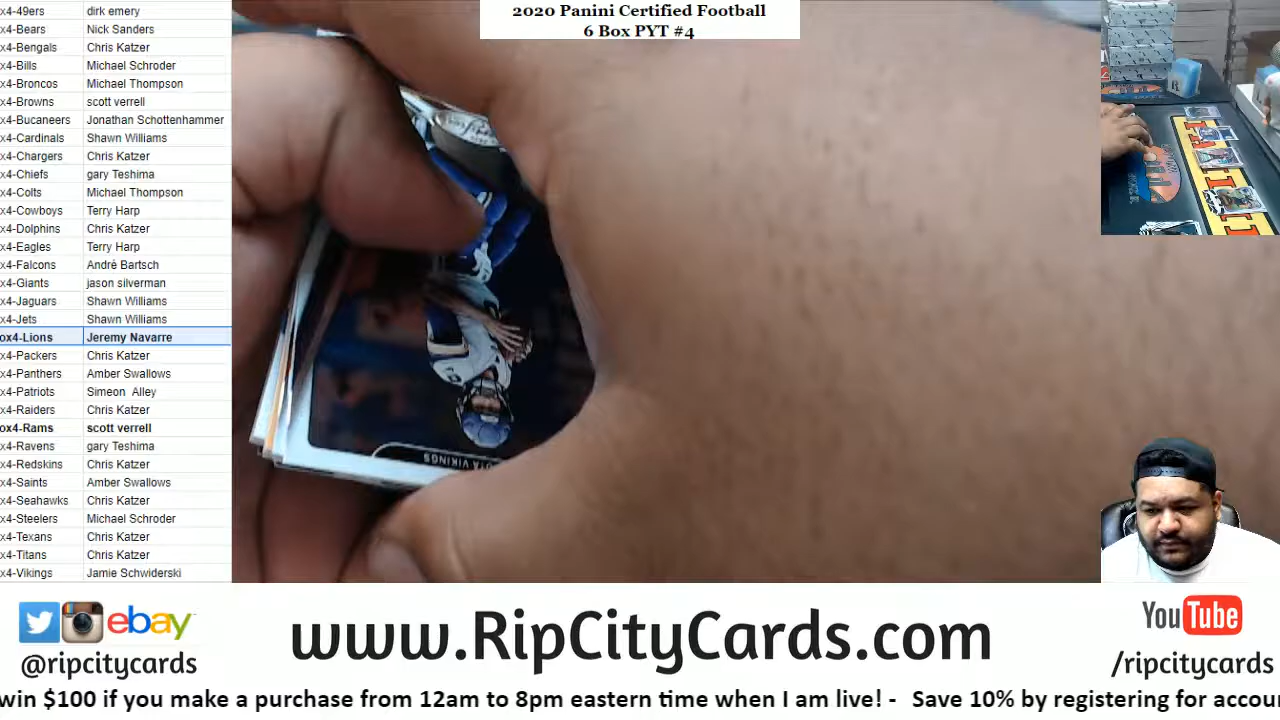 2020 Panini Certified Football
6 Box PYT #4
x4-49ers dirk emery
x4-Bears Nick Sanders
x4-Bengals Chris Katzer
x4-Bills Michael Schroder
x4-Broncos Michael Thompson
x4-Browns scott verrell
x4-Bucaneers Jonathan Schottenhammer
x4-Cardinals Shawn Williams
x4-Chargers Chris Katzer
x4-Chiefs gary Teshima
x4-Colts Michael Thompson
x4-Cowboys Terry Harp
x4-Dolphins Chris Katzer
x4-Eagles Terry Harp
x4-Falcons Andrè Bartsch
x4-Giants jason silverman
x4-Jaguars Shawn Williams
x4-Jets Shawn Williams
ox4-Lions Jeremy Navarre
x4-Packers Chris Katzer
x4-Panthers Amber Swallows
x4-Patriots Simeon Alley
x4-Raiders Chris Katzer
ox4-Rams scott verrell
x4-Ravens gary Teshima
x4-Redskins Chris Katzer
x4-Saints Amber Swallows
x4-Seahawks Chris Katzer
x4-Steelers Michael Schroder
x4-Texans Chris Katzer
x4-Titans Chris Katzer
x4-Vikings Jamie Schwiderski
VIKINGS
ebay
@ripcitycards
www.RipCityCards.com
YouTube
/ripcitycards
win $100 if you make a purchase from 12am to 8pm eastern time when I am live! - Save 10% by registering for accou